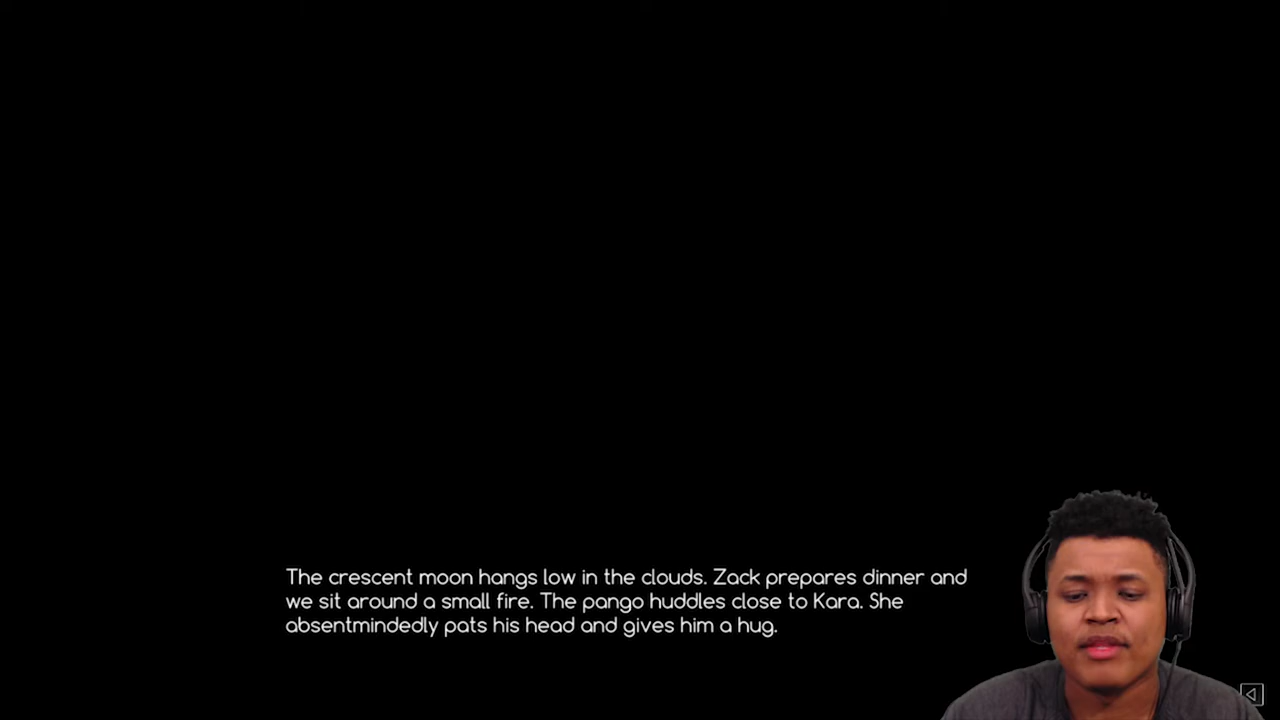 The crescent moon hangs low in the clouds. Zack prepares dinner and
we sit around a small fire. The pango huddles close to Kara. She
absentmindedly pats his head and gives him a hug.